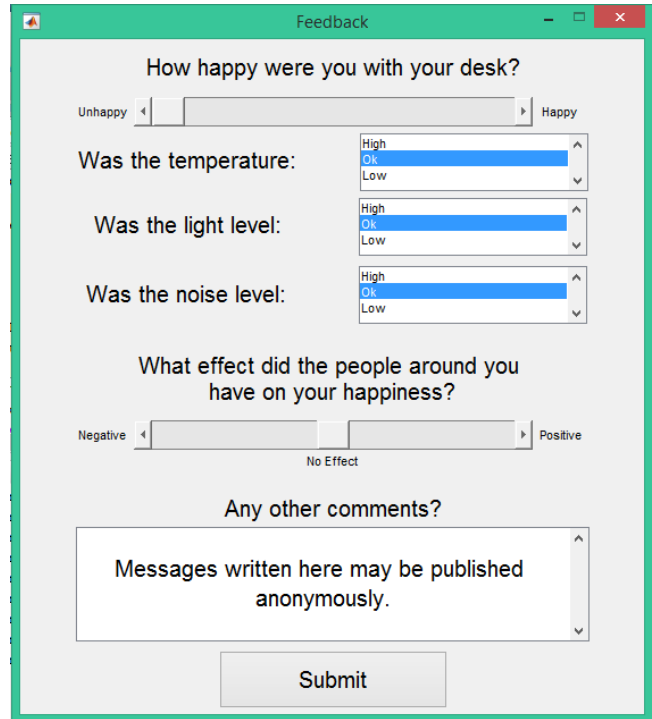 Feedback
How happy were you with your desk?
Unhappy Happy
Was the temperature:
High
Ok
Low
Was the light level:
High
Ok
Low
Was the noise level:
High
Ok
Low
What effect did the people around you
have on your happiness?
Negative Positive
No Effect
Any other comments?
Messages written here may be published
anonymously.
Submit